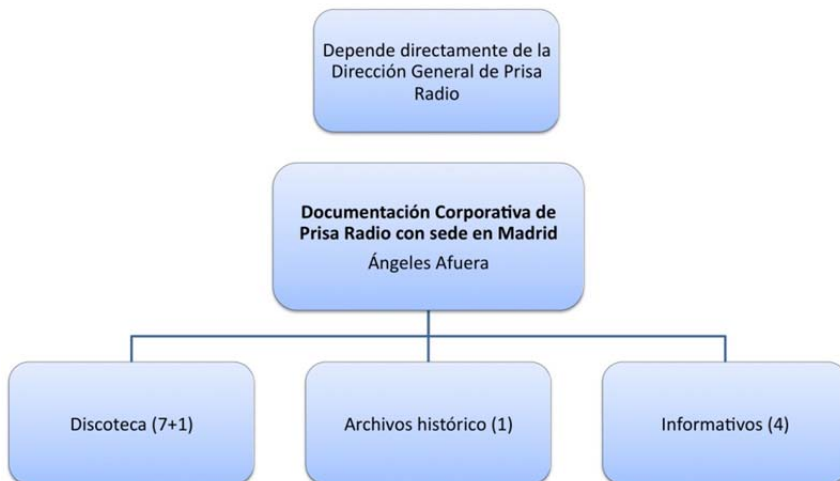 Depende directamente de la
Dirección General de Prisa
Radio
Documentación Corporativa de
Prisa Radio con sede en Madrid
Ángeles Afuera
Discoteca (7+1)
Archivos histórico (1)
Informativos (4)